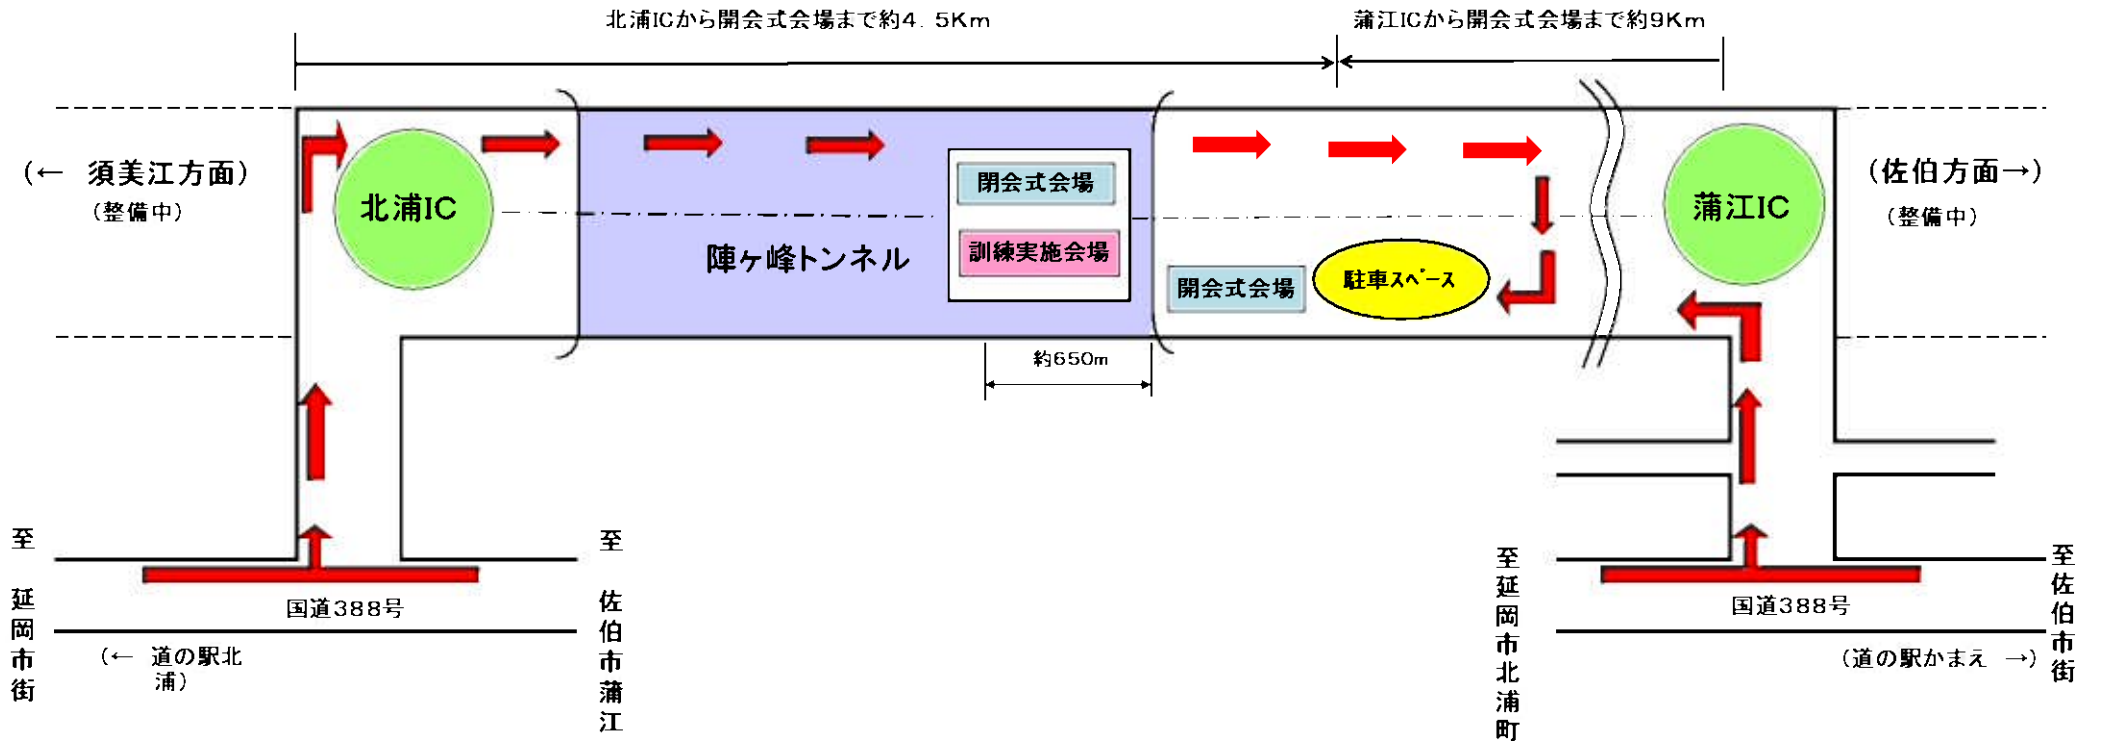 北浦ICから開会式会場まで約4．5Km
蒲江ICから開会式会場まで約9Km
(← 須美江方面)
(整備中)
北浦IC
閉会式会場
訓練実施会場
陣ヶ峰トンネル
開会式会場
駐車スペース
蒲江IC
(佐伯方面→)
(整備中)
約650m
至 延岡市街
国道388号
(← 道の駅北
浦)
至 佐伯市蒲江
至延岡市北浦町
国道388号
(道の駅かまえ →)
至佐伯市街